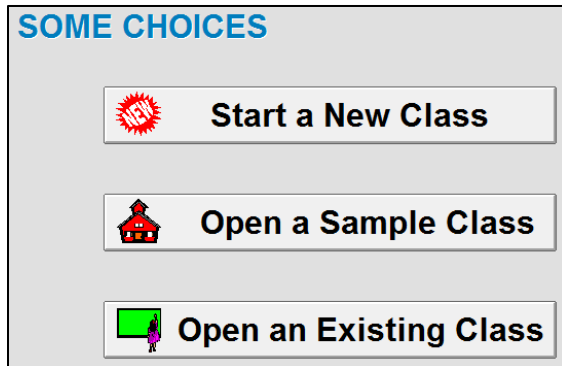 SOME CHOICES
NEW Start a New Class
Open a Sample Class
Open an Existing Class